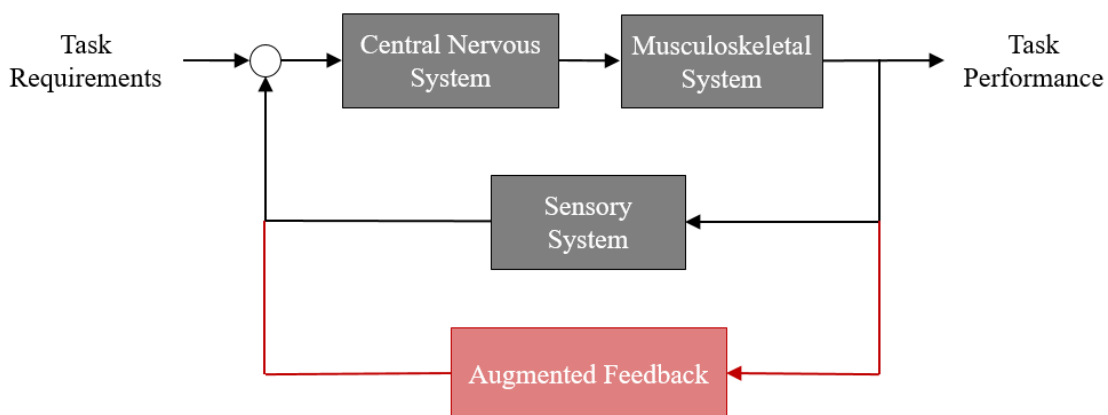 Task
Requirements
Central Nervous
System
Musculoskeletal
System
Task
Performance
Sensory
System
Augmented Feedback